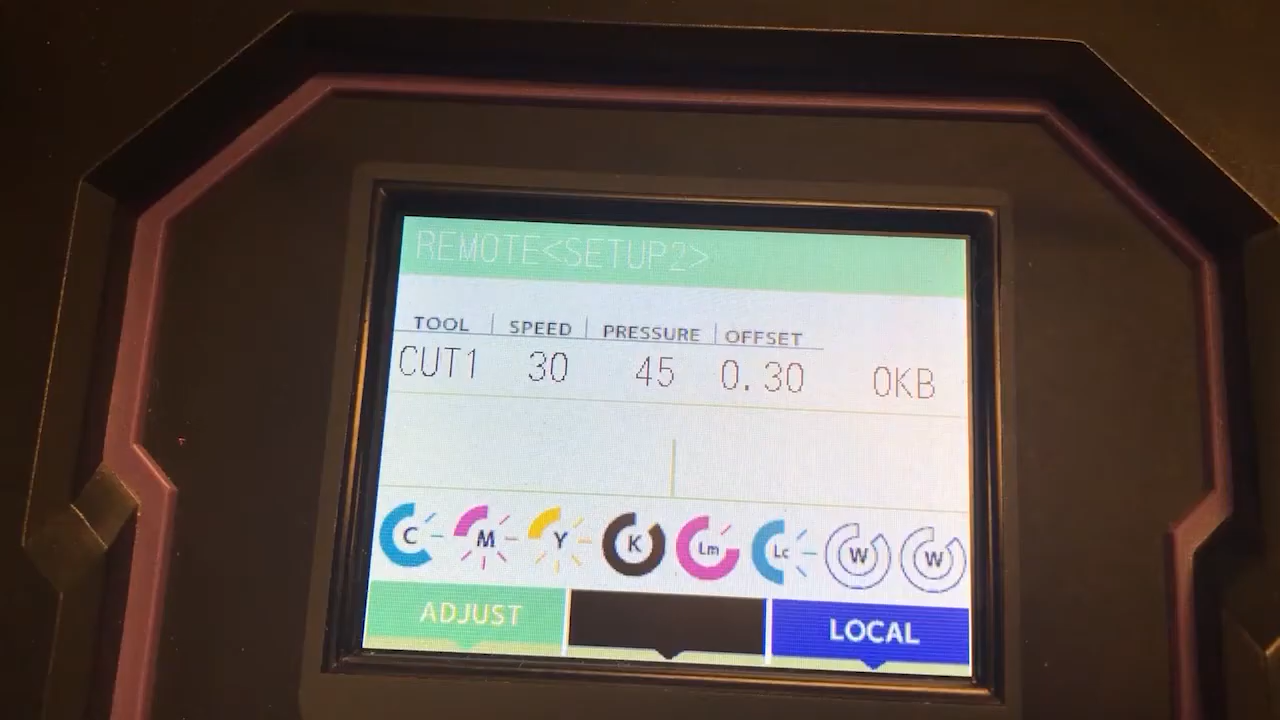 REMOTE<SETUP2>
TOOL SPEED PRESSURE OFFSET
CUT1 30 45 0.30 0KB
C M Y K Lm Lc W W
ADJUST LOCAL